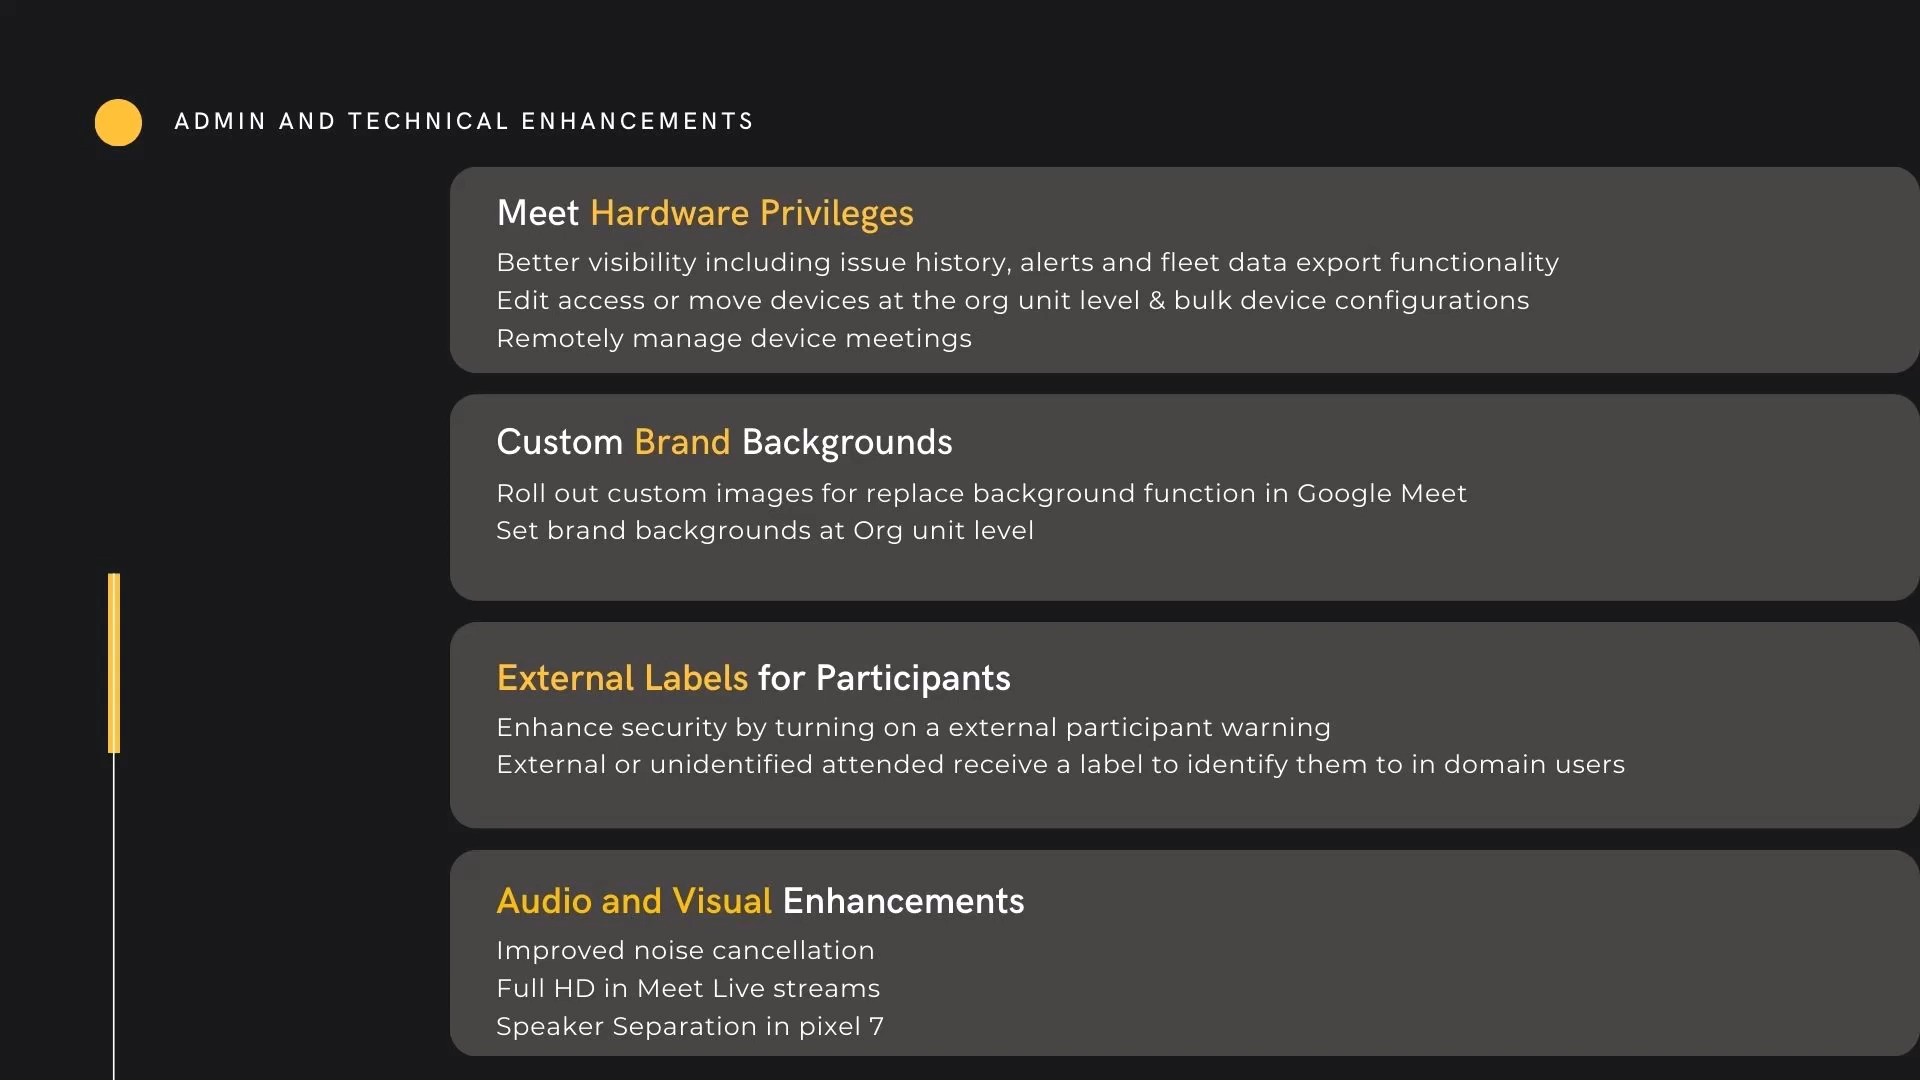 ADMIN AND TECHNICAL ENHANCEMENTS
Meet Hardware Privileges
Better visibility including issue history, alerts and fleet data export functionality
Edit access or move devices at the org unit level & bulk device configurations
Remotely manage device meetings
Custom Brand Backgrounds
Roll out custom images for replace background function in Google Meet
Set brand backgrounds at Org unit level
External Labels for Participants
Enhance security by turning on a external participant warning
External or unidentified attended receive a label to identify them to in domain users
Audio and Visual Enhancements
Improved noise cancellation
Full HD in Meet Live streams
Speaker Separation in pixel 7